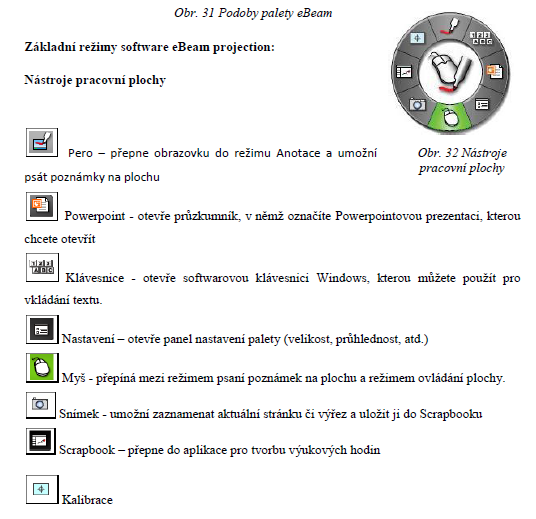 Obr. 31 Podoby palety eBeam
Základní režimy software eBeam projection:
Nástroje pracovní plochy
Pero – přepne obrazovku do režimu Anotace a umožní
psát poznámky na plochu
Obr. 32 Nástroje
pracovní plochy
Powerpoint - otevře průzkumník, v němž označíte Powerpointovou prezentaci, kterou
chcete otevřít
Klávesnice - otevře softwarovou klávesnici Windows, kterou můžete použít pro
vkládání textu.
Nastavení – otevře panel nastavení palety (velikost, průhlednost, atd.)
Myš - přepíná mezi režimem psaní poznámek na plochu a režimem ovládání plochy.
Snímek - umožní zaznamenat aktuální stránku či výřez a uložit ji do Scrapbooku
Scrapbook – přepne do aplikace pro tvorbu výukových hodin
Kalibrace